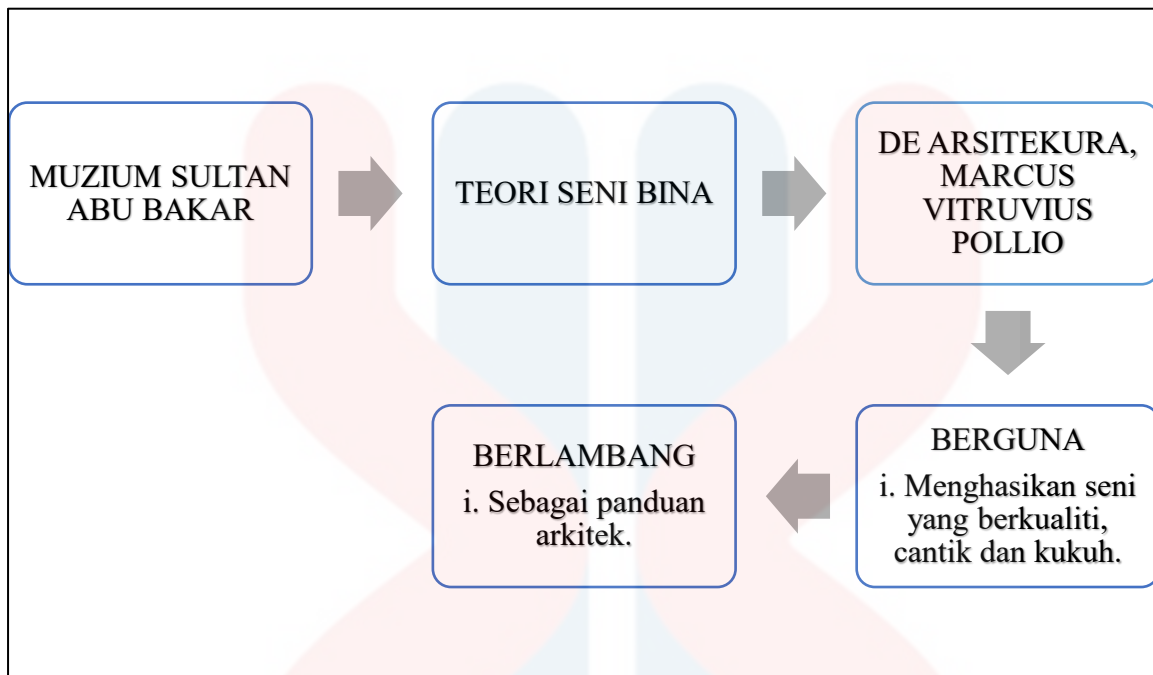 MUZIUM SULTAN
ABU BAKAR
TEORI SENI BINA
DE ARSITEKURA,
MARCUS
VITRUVIUS
POLLIO
BERGUNA
i. Menghasikan seni
yang berkualiti,
cantik dan kukuh.
BERLAMBANG
i. Sebagai panduan
arkitek.